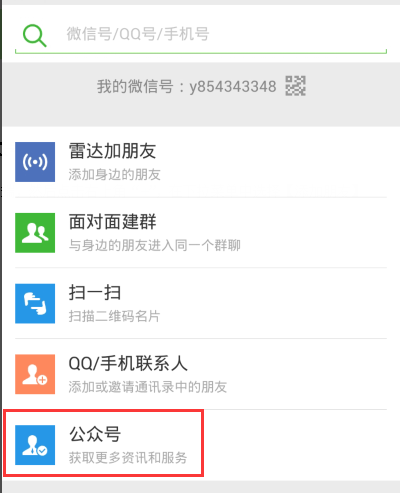 微信号/QQ号/手机号
我的微信号：y854343348
雷达加朋友
添加身边的朋友
面对面建群
与身边的朋友进入同一个群聊
扫一扫
扫描二维码名片
QQ/手机联系人
添加或邀请通讯录中的朋友
公众号
获取更多资讯和服务